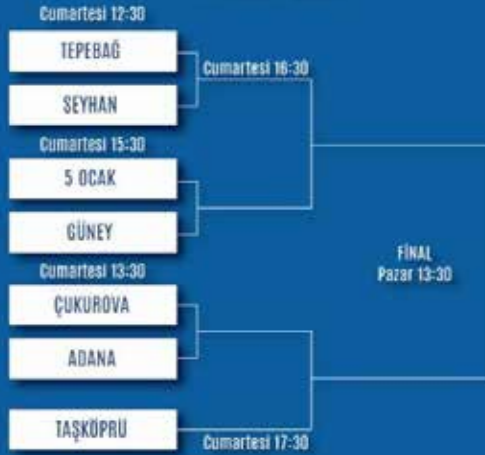 Cumartesi 12:30
TEPEBAĞ
Cumartesi 16:30
SEYHAN
Cumartesi 15:30
5 OCAK
GÜNEY
FİNAL
Pazar 13:30
Cumartesi 13:30
ÇUKUROVA
ADANA
TAŞKÖPRÜ
Cumartesi 17:30